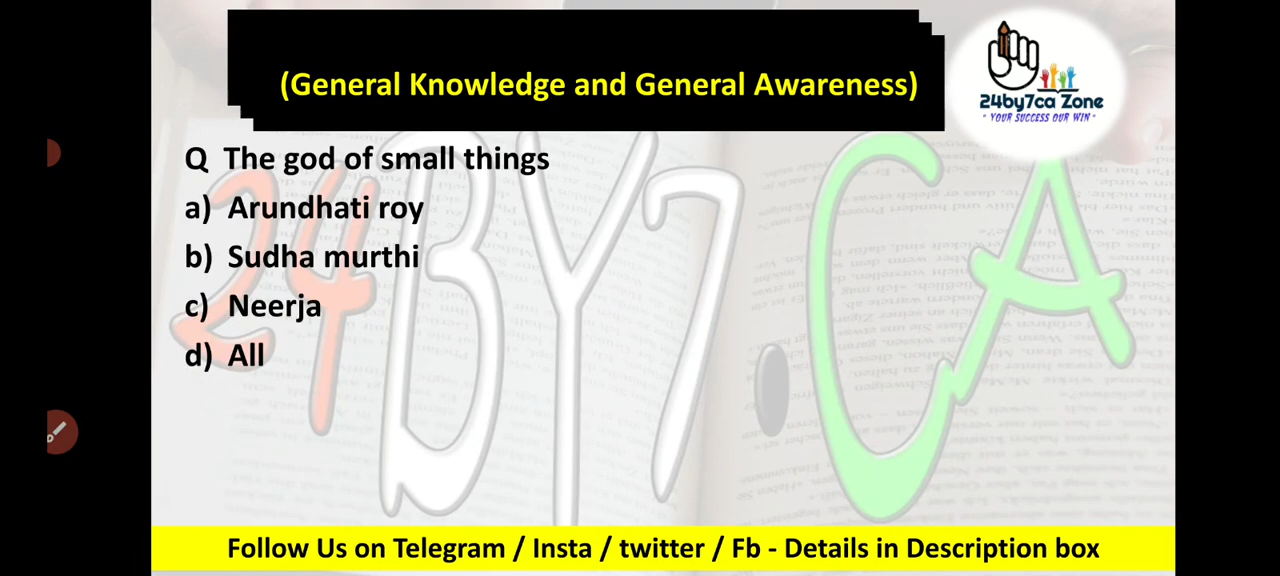 (General Knowledge and General Awareness)
24by7ca Zone
" YOUR SUCCESS OUR WIN "
Q The god of small things
a) Arundhati roy
b) Sudha murthi
c) Neerja
d) All
24BY7.CA
Follow Us on Telegram / Insta / twitter / Fb - Details in Description box